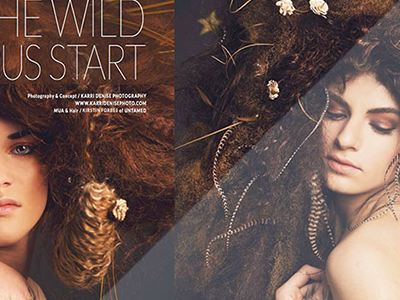 HE WILD
US START
Photography & Concept / KARRI DENISE PHOTOGRAPHY
WWW.KARRIDENISEPHOTO.COM
MUA & Hair / KIRSTIN FORBES of UNTAMED